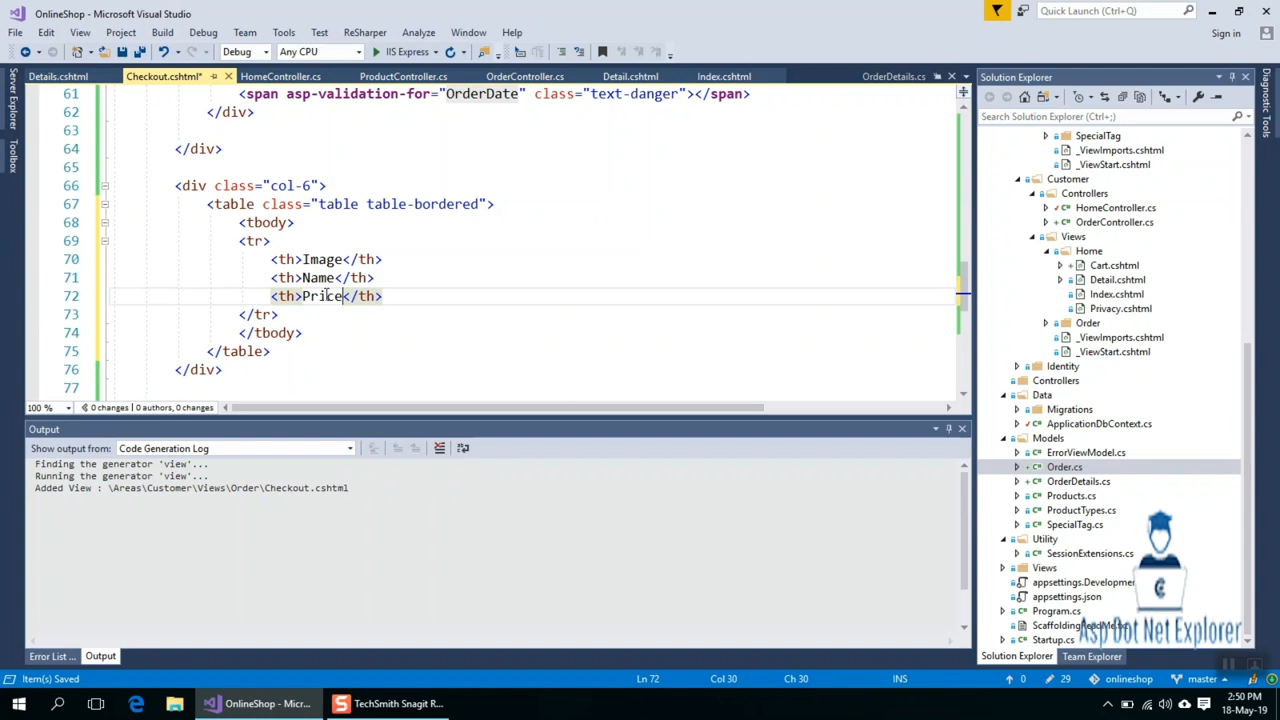 OnlineShop - Microsoft Visual Studio
Quick Launch (Ctrl+Q)
File Edit View Project Build Debug Team Tools Test ReSharper Analyze Window Help
Sign in
Debug Any CPU IIS Express
Server Explorer
Toolbox
Details.cshtml Checkout.cshtml* HomeController.cs ProductController.cs OrderController.cs Detail.cshtml Index.cshtml OrderDetails.cs
61 <span asp-validation-for="OrderDate" class="text-danger"></span>
62 </div>
63
64 </div>
65
66 <div class="col-6">
67 <table class="table table-bordered">
68 <tbody>
69 <tr>
70 <th>Image</th>
71 <th>Name</th>
72 <th>Price</th>
73 </tr>
74 </tbody>
75 </table>
76 </div>
77
100 % 0 changes | 0 authors, 0 changes
Output
Show output from: Code Generation Log
Finding the generator 'view'...
Running the generator 'view'...
Added View : \Areas\Customer\Views\Order\Checkout.cshtml
Error List ... Output
Solution Explorer
Search Solution Explorer (Ctrl+;)
SpecialTag
_ViewImports.cshtml
_ViewStart.cshtml
Customer
Controllers
HomeController.cs
OrderController.cs
Views
Home
Cart.cshtml
Detail.cshtml
Index.cshtml
Privacy.cshtml
Order
_ViewImports.cshtml
_ViewStart.cshtml
Identity
Controllers
Data
Migrations
ApplicationDbContext.cs
Models
ErrorViewModel.cs
Order.cs
OrderDetails.cs
Products.cs
ProductTypes.cs
SpecialTag.cs
Utility
SessionExtensions.cs
Views
appsettings.Developmen
appsettings.json
Program.cs
Startup.cs
Asp Dot Net Explorer
Solution Explorer Team Explorer
Diagnostic Tools
Item(s) Saved Ln 72 Col 30 Ch 30 INS 0 29 onlineshop master
OnlineShop - Micr... TechSmith Snagit R...
2:50 PM
18-May-19